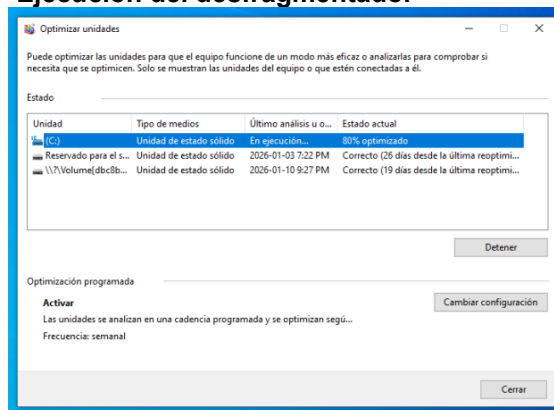 Ejecución del desfragmentador
Optimizar unidades
Puede optimizar las unidades para que el equipo funcione de un modo más eficaz o analizarlas para comprobar si
necesita que se optimicen. Solo se muestran las unidades del equipo o que estén conectadas a él.
Estado
Unidad Tipo de medios Último análisis u o... Estado actual
(C:) Unidad de estado sólido En ejecución... 80% optimizado
Reservado para el s... Unidad de estado sólido 2026-01-03 7:22 PM Correcto (26 días desde la última reoptimi...
\\?\Volume{dbc8b... Unidad de estado sólido 2026-01-10 9:27 PM Correcto (19 días desde la última reoptimi...
Detener
Optimización programada
Activar
Cambiar configuración
Las unidades se analizan en una cadencia programada y se optimizan segú...
Frecuencia: semanal
Cerrar